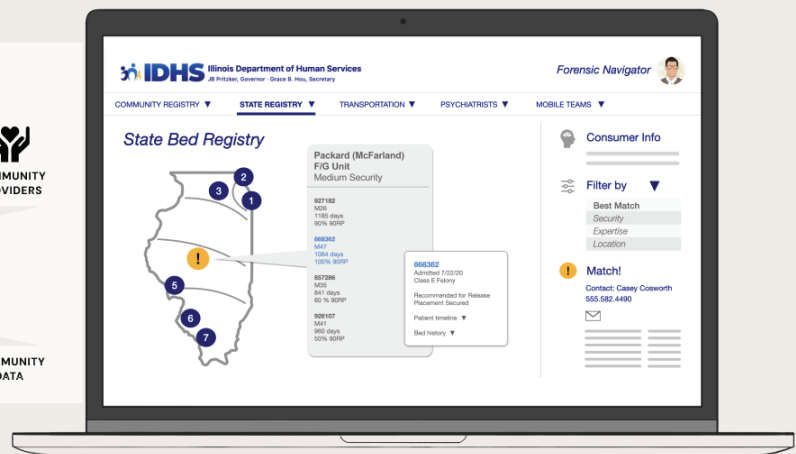 MUNITY
VIDERS
MUNITY
DATA
IDHS Illinois Department of Human Services
JB Pritzker, Governor · Grace B. Hou, Secretary
Forensic Navigator
COMMUNITY REGISTRY ▼
STATE REGISTRY ▼
TRANSPORTATION ▼
PSYCHIATRISTS ▼
MOBILE TEAMS ▼
State Bed Registry
2
3
1
!
5
6
7
Packard (McFarland)
F/G Unit
Medium Security
927182
M26
1185 days
90% 90RP
868362
M47
1064 days
100% 90RP
857286
M35
841 days
80 % 90RP
926107
M41
960 days
50% 90RP
868362
Admitted 7/22/20
Class E Felony
Recommended for Release
Placement Secured
Patient timeline ▼
Bed history ▼
Consumer Info
Filter by ▼
Best Match
Security
Expertise
Location
! Match!
Contact: Casey Cosworth
555.582.4490